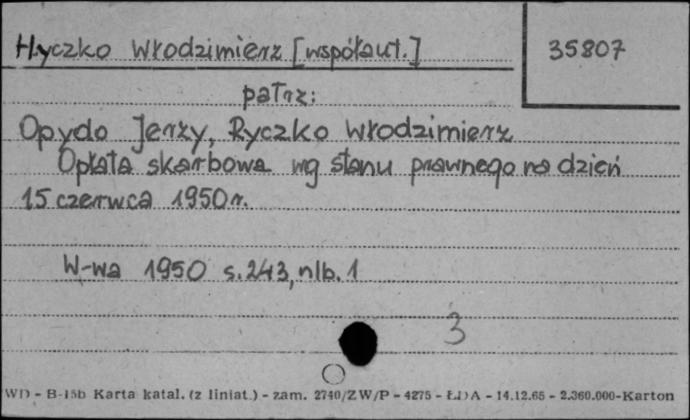 Hyczko Włodzimierz [współaut.]
35807
patrz:
Opydo Jerzy, Ryczko Włodzimierz
Opłata skarbowa wg stanu prawnego na dzień
15 czerwca 1950r.
W-wa 1950 s.243, nlb.1
3
WD - B-15b Karta katal. (z liniat.) - zam. 2740/ZW/P - 4275 - ŁDA - 14.12.65 - 2.360.000 - Karton